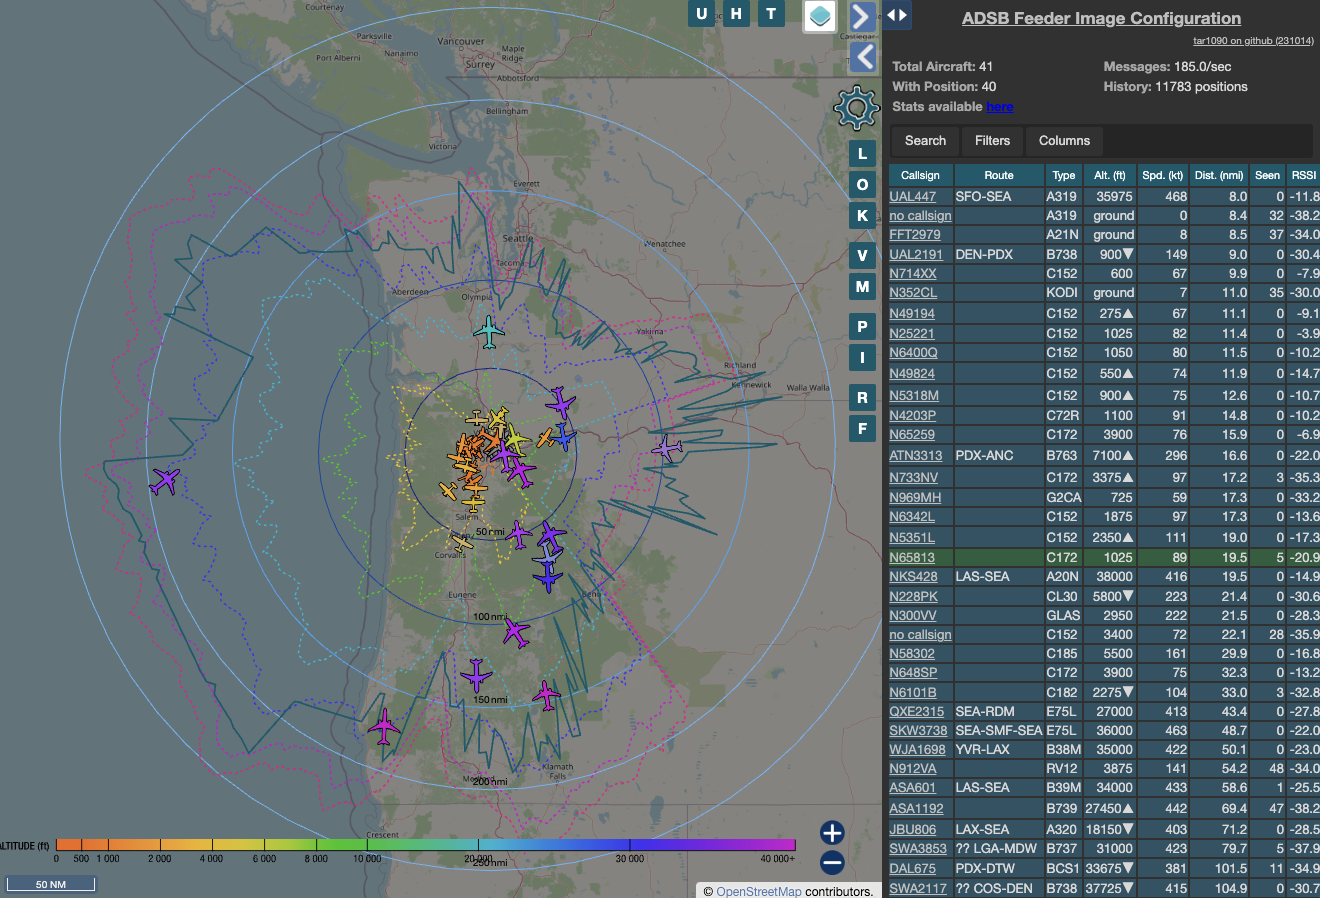 U H T
ADSB Feeder Image Configuration
tar1090 on github (231014)
Total Aircraft: 41 Messages: 185.0/sec
With Position: 40 History: 11783 positions
Stats available here
Search Filters Columns
Callsign Route Type Alt. (ft) Spd. (kt) Dist. (nmi) Seen RSSI
UAL447 SFO-SEA A319 35975 468 8.0 0 -11.8
no callsign A319 ground 0 8.4 32 -38.2
FFT2979 A21N ground 8 8.5 37 -34.0
UAL2191 DEN-PDX B738 900▼ 149 9.0 0 -30.4
N714XX C152 600 67 9.9 0 -7.9
N352CL KODI ground 7 11.0 35 -30.0
N49194 C152 275▲ 67 11.1 0 -9.1
N25221 C152 1025 82 11.4 0 -3.9
N6400Q C152 1050 80 11.5 0 -10.2
N49824 C152 550▲ 74 11.9 0 -14.7
N5318M C152 900▲ 75 12.6 0 -10.7
N4203P C72R 1100 91 14.8 0 -10.2
N65259 C172 3900 76 15.9 0 -6.9
ATN3313 PDX-ANC B763 7100▲ 296 16.6 0 -22.0
N733NV C172 3375▲ 97 17.2 3 -35.3
N969MH G2CA 725 59 17.3 0 -33.2
N6342L C152 1875 97 17.3 0 -13.6
N5351L C152 2350▲ 111 19.0 0 -17.3
N65813 C172 1025 89 19.5 5 -20.9
NKS428 LAS-SEA A20N 38000 416 19.5 0 -14.9
N228PK CL30 5800▼ 223 21.4 0 -30.6
N300VV GLAS 2950 222 21.5 0 -28.3
no callsign C152 3400 72 22.1 28 -35.9
N58302 C185 5500 161 29.9 0 -16.8
N648SP C172 3900 75 32.3 0 -13.2
N6101B C182 2275▼ 104 33.0 3 -32.8
QXE2315 SEA-RDM E75L 27000 413 43.4 0 -27.8
SKW3738 SEA-SMF-SEA E75L 36000 463 48.7 0 -22.0
WJA1698 YVR-LAX B38M 35000 422 50.1 0 -23.0
N912VA RV12 3875 141 54.2 48 -34.0
ASA601 LAS-SEA B39M 34000 433 58.6 1 -25.5
ASA1192 B739 27450▲ 442 69.4 47 -38.2
JBU806 LAX-SEA A320 18150▼ 403 71.2 0 -28.5
SWA3853 ?? LGA-MDW B737 31000 423 79.7 5 -37.9
DAL675 PDX-DTW BCS1 33675▼ 381 101.5 11 -34.9
SWA2117 ?? COS-DEN B738 37725▼ 415 104.9 0 -30.7
L
O
K
V
M
P
I
R
F
Courtenay
Parksville
Vancouver
Port Alberni
Nanaimo
Maple
Ridge
Surrey
Abbotsford
Castlegar
Bellingham
Victoria
Everett
Seattle
Wenatchee
Tacoma
Aberdeen
Olympia
Yakima
Richland
Kennewick
Walla Walla
Salem
50 nmi
Corvallis
Eugene
Bend
100 nmi
150 nmi
Klamath
Falls
200 nmi
Crescent
250 nmi
ALTITUDE (ft)
0 500 1 000 2 000 4 000 6 000 8 000 10 000 20 000 30 000 40 000+
50 NM
+
−
© OpenStreetMap contributors.